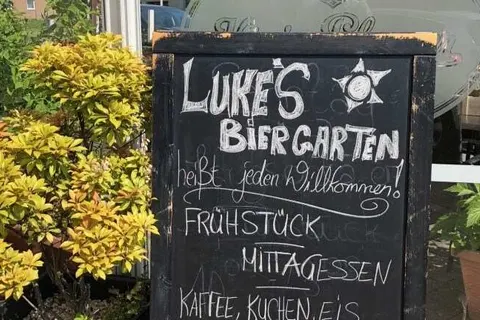 LUKE'S
BIERGARTEN
heißt jeden Willkommen!
FRÜHSTÜCK
MITTAGESSEN
KAFFEE, KUCHEN, EIS